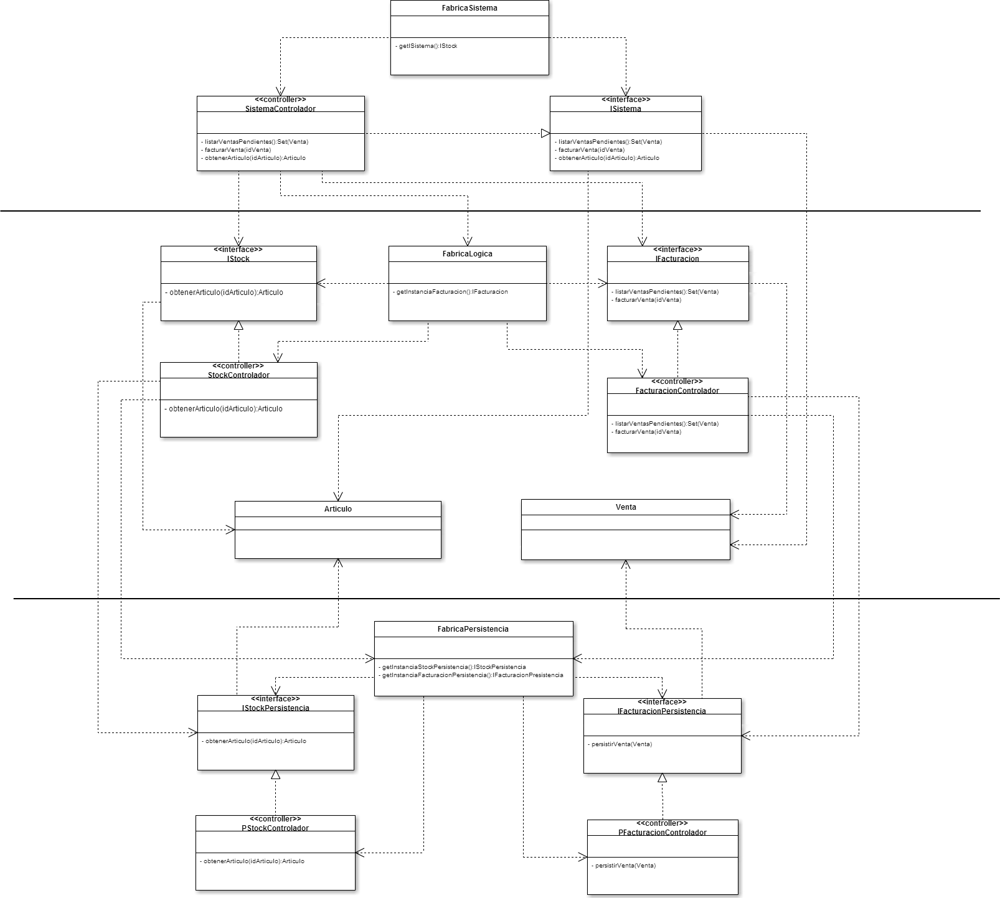 FabricaSistema
- getISistema():IStock
<<controller>>
SistemaControlador
- listarVentasPendientes():Set(Venta)
- facturarVenta(idVenta)
- obtenerArticulo(idArticulo):Articulo
<<interface>>
ISistema
- listarVentasPendientes():Set(Venta)
- facturarVenta(idVenta)
- obtenerArticulo(idArticulo):Articulo
<<interface>>
IStock
- obtenerArticulo(idArticulo):Articulo
FabricaLogica
- getInstanciaFacturacion():IFacturacion
<<interface>>
IFacturacion
- listarVentasPendientes():Set(Venta)
- facturarVenta(idVenta)
<<controller>>
StockControlador
- obtenerArticulo(idArticulo):Articulo
<<controller>>
FacturacionControlador
- listarVentasPendientes():Set(Venta)
- facturarVenta(idVenta)
Articulo
Venta
FabricaPersistencia
- getInstanciaStockPersistencia():IStockPersistencia
- getInstanciaFacturacionPersistencia():IFacturacionPresistencia
<<interface>>
IStockPersistencia
- obtenerArticulo(idArticulo):Articulo
<<interface>>
IFacturacionPersistencia
- persistirVenta(Venta)
<<controller>>
PStockControlador
- obtenerArticulo(idArticulo):Articulo
<<controller>>
PFacturacionControlador
- persistirVenta(Venta)